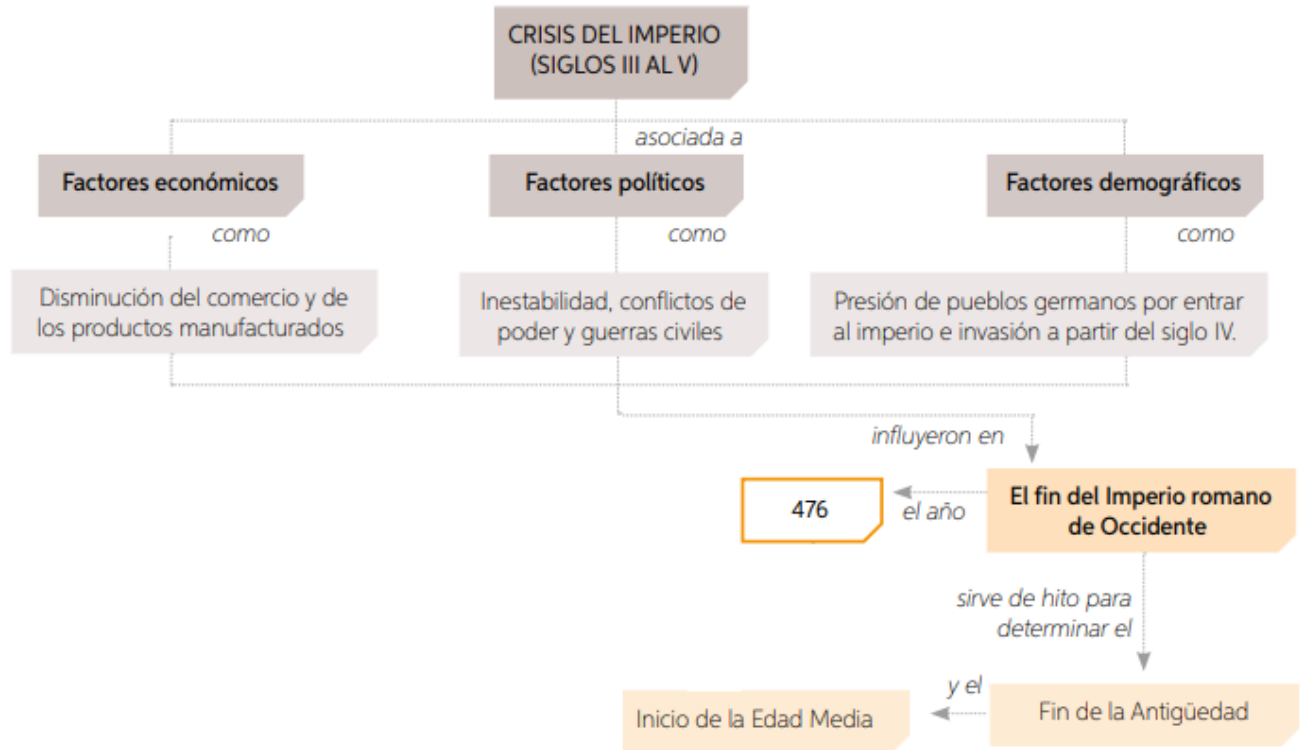 CRISIS DEL IMPERIO
(SIGLOS III AL V)
asociada a
Factores económicos
Factores políticos
Factores demográficos
como
como
como
Disminución del comercio y de
los productos manufacturados
Inestabilidad, conflictos de
poder y guerras civiles
Presión de pueblos germanos por entrar
al imperio e invasión a partir del siglo IV.
influyeron en
El fin del Imperio romano
de Occidente
el año
476
sirve de hito para
determinar el
Fin de la Antigüedad
y el
Inicio de la Edad Media